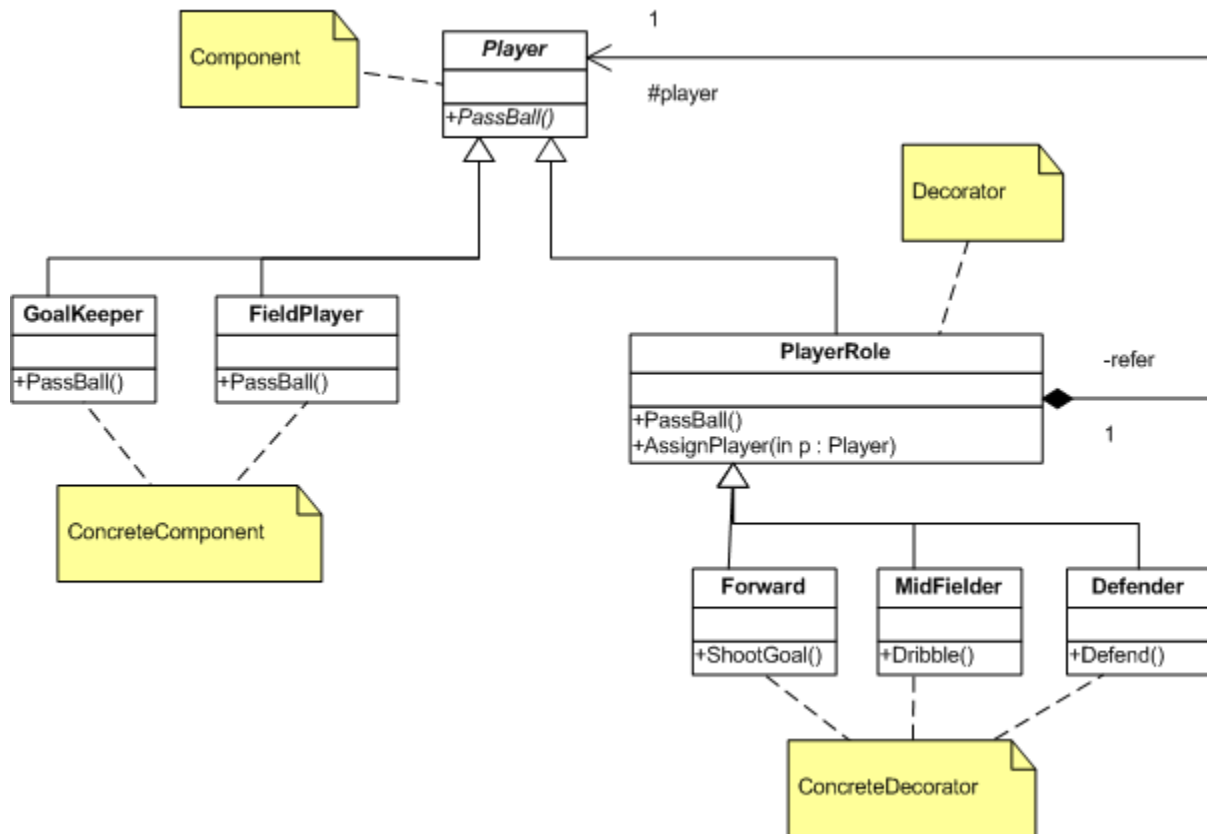 1
Player
Component
#player
+PassBall()
Decorator
GoalKeeper
FieldPlayer
PlayerRole
-refer
+PassBall()
+PassBall()
+PassBall()
+AssignPlayer(in p : Player)
1
ConcreteComponent
Forward
MidFielder
Defender
+ShootGoal()
+Dribble()
+Defend()
ConcreteDecorator